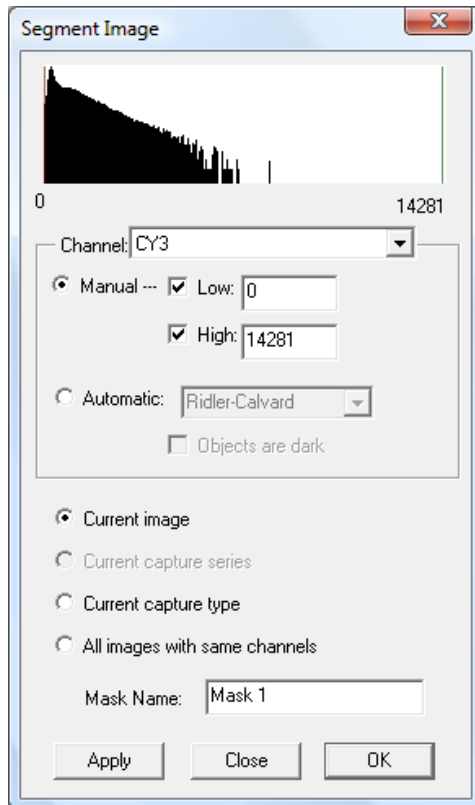 Segment Image
0 14281
Channel: CY3
Manual --- Low: 0
High: 14281
Automatic: Ridler-Calvard
Objects are dark
Current image
Current capture series
Current capture type
All images with same channels
Mask Name: Mask 1
Apply Close OK